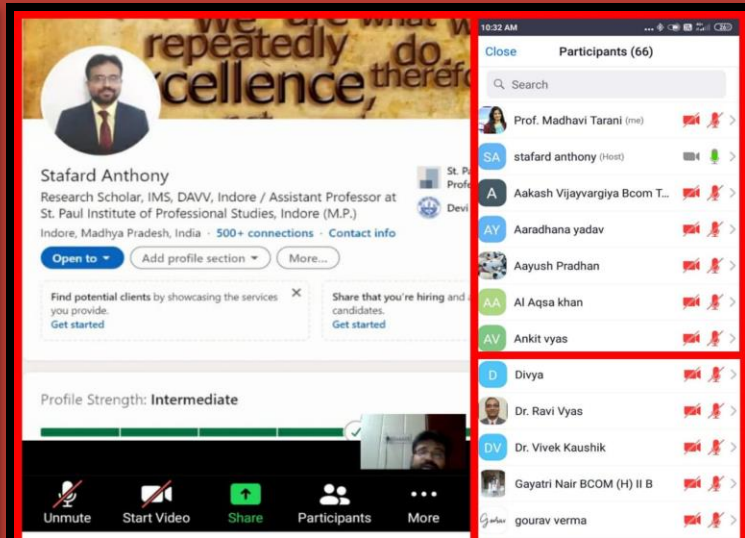 We are what w
repeatedly do.
xcellence, therefo
Stafard Anthony
Research Scholar, IMS, DAVV, Indore / Assistant Professor at
St. Paul Institute of Professional Studies, Indore (M.P.)
Indore, Madhya Pradesh, India · 500+ connections · Contact info
St. Pa
Profe
Devi
Open to
Add profile section
More...
Find potential clients by showcasing the services
you provide.
Get started
Share that you're hiring and a
candidates.
Get started
Profile Strength: Intermediate
Unmute
Start Video
Share
Participants
More
10:32 AM
Close
Participants (66)
Search
Prof. Madhavi Tarani (me)
SA stafard anthony (Host)
A Aakash Vijayvargiya Bcom T...
AY Aaradhana yadav
Aayush Pradhan
AA Al Aqsa khan
AV Ankit vyas
D Divya
Dr. Ravi Vyas
DV Dr. Vivek Kaushik
Gayatri Nair BCOM (H) II B
gourav verma